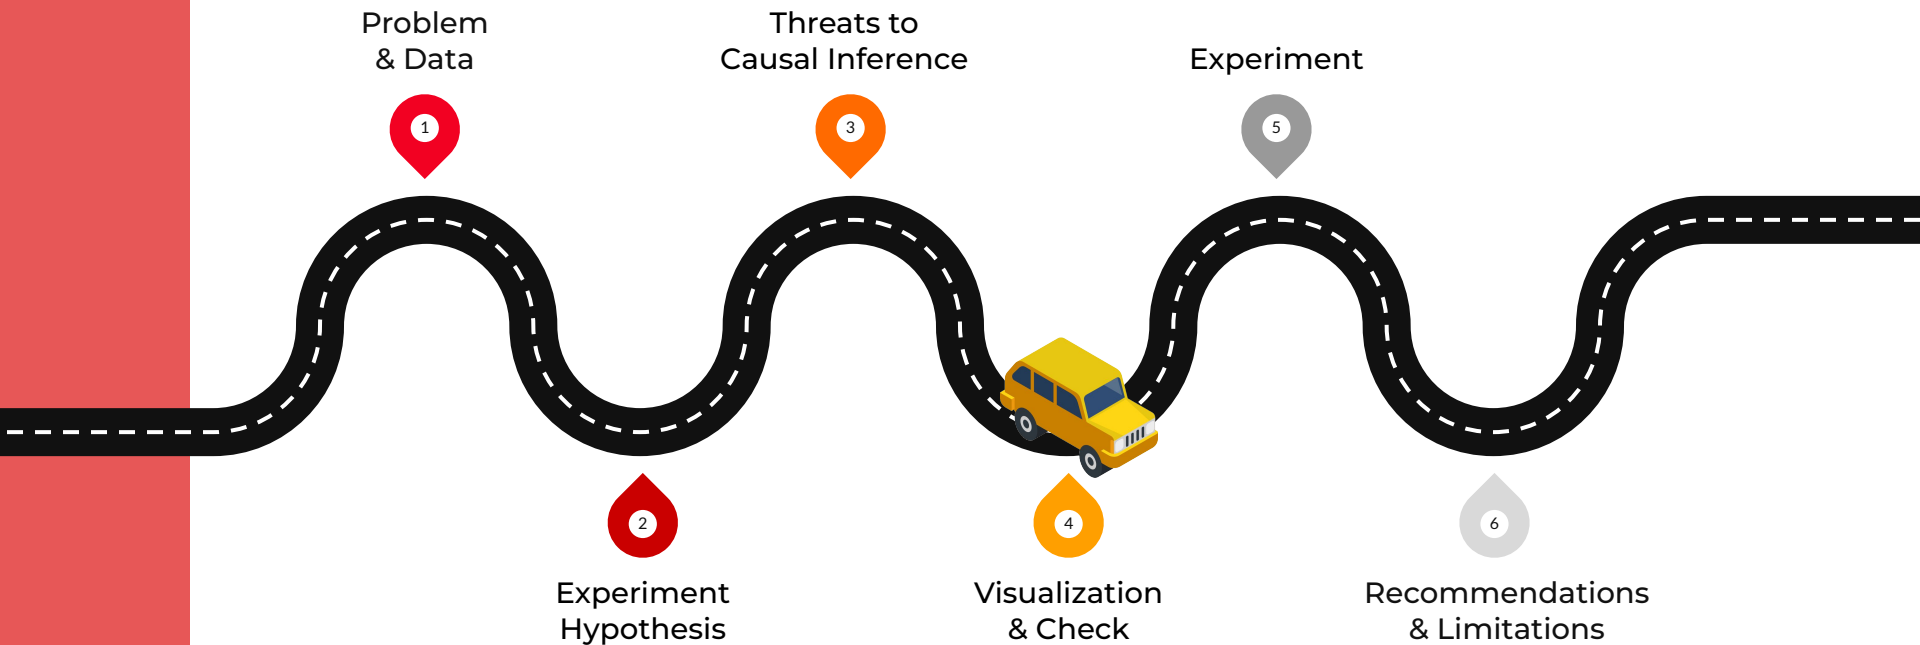 Problem
& Data
1
Threats to
Causal Inference
3
Experiment
5
2
Experiment
Hypothesis
4
Visualization
& Check
6
Recommendations
& Limitations